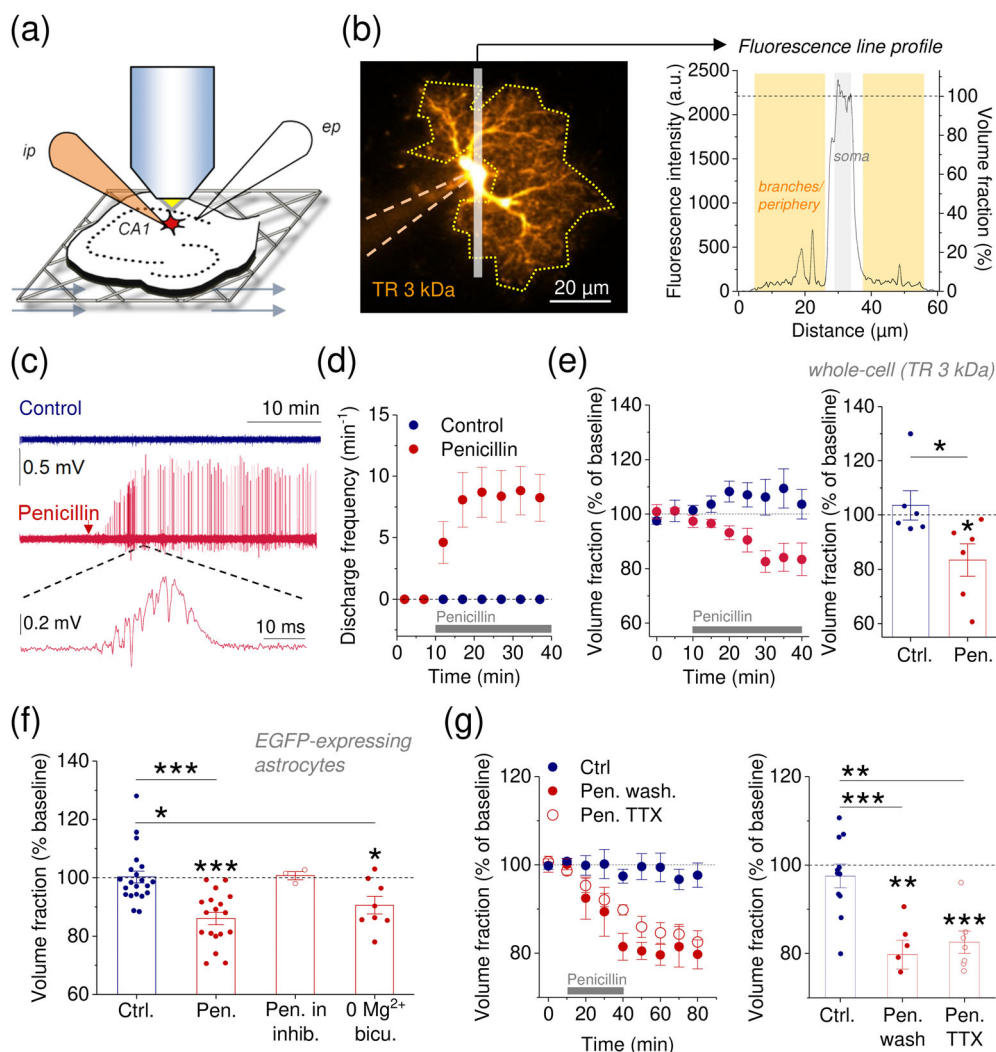 (a)
ip
ep
CA1
(b)
Fluorescence line profile
TR 3 kDa
20 µm
Fluorescence intensity (a.u.)
2500
2000
1500
1000
500
0
branches/
periphery
soma
100
80
60
40
20
0
Volume fraction (%)
0 20 40 60
Distance (µm)
(c)
Control
10 min
0.5 mV
Penicillin
0.2 mV
10 ms
(d)
Discharge frequency (min-1)
15
10
5
0
Control
Penicillin
Penicillin
0 10 20 30 40
Time (min)
(e)
whole-cell (TR 3 kDa)
Volume fraction (% of baseline)
140
120
100
80
60
Penicillin
0 10 20 30 40
Time (min)
Volume fraction (% of baseline)
140
120
100
80
60
*
*
Ctrl. Pen.
(f)
EGFP-expressing
astrocytes
Volume fraction (% baseline)
140
120
100
80
60
***
*
***
*
Ctrl. Pen. Pen. in inhib. 0 Mg2+ bicu.
(g)
Volume fraction (% of baseline)
120
100
80
Ctrl
Pen. wash.
Pen. TTX
Penicillin
0 20 40 60 80
Time (min)
Volume fraction (% of baseline)
120
100
80
**
***
**
***
Ctrl. Pen. wash Pen. TTX